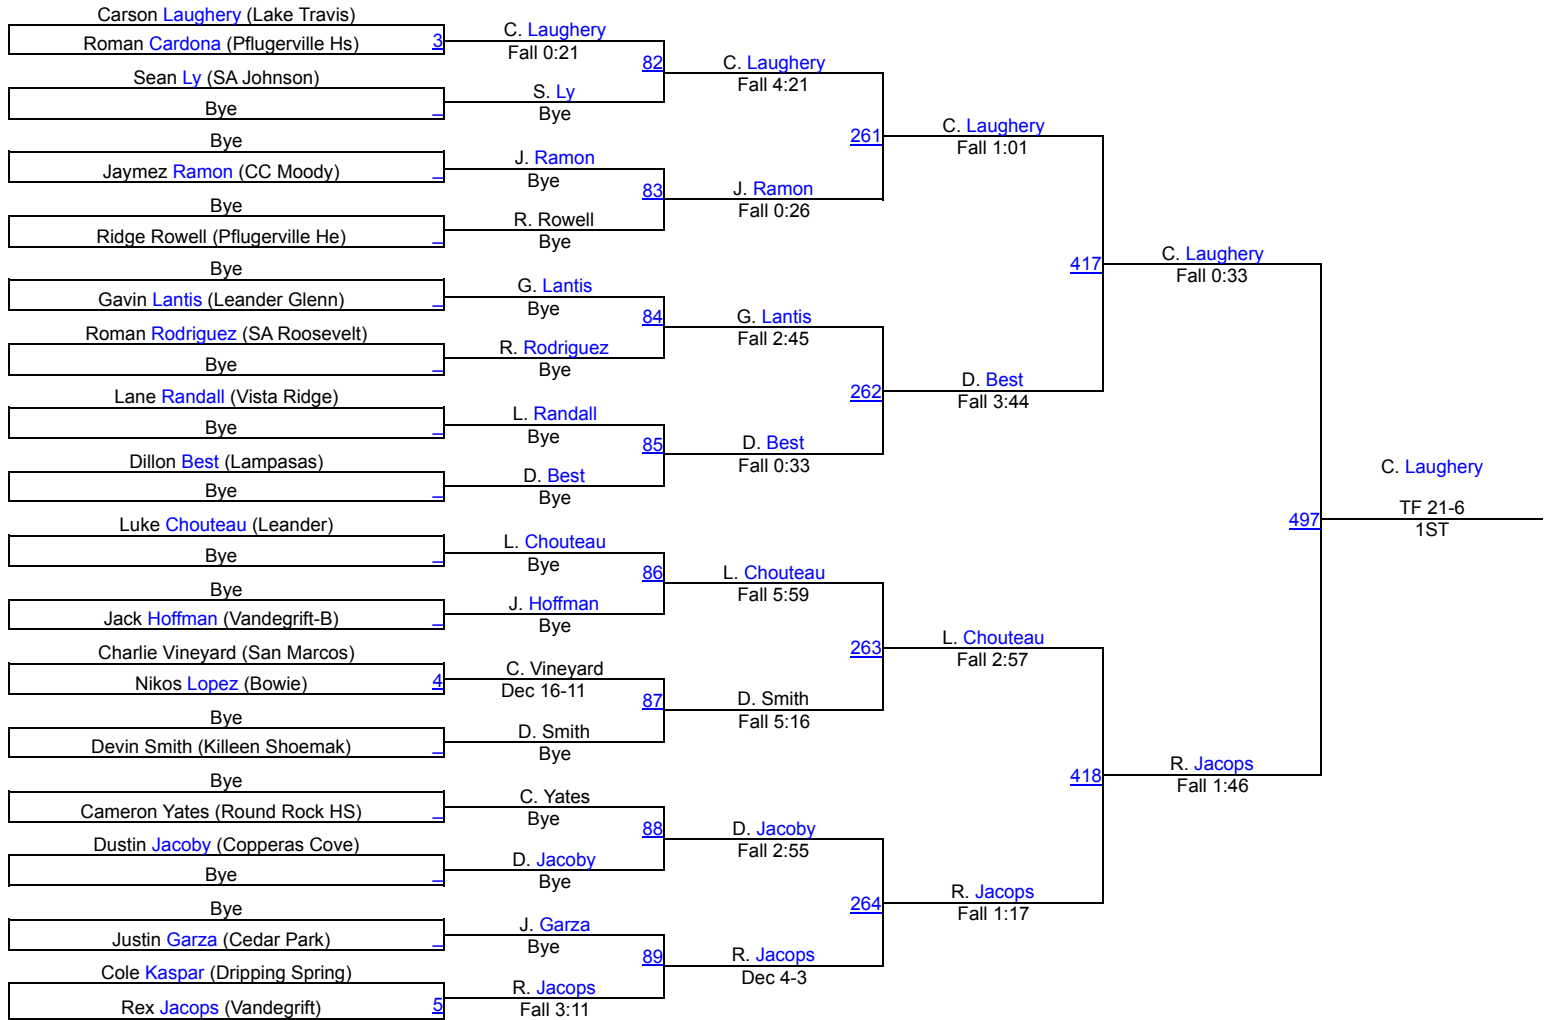 Carson Laughery (Lake Travis)
Roman Cardona (Pflugerville Hs) 3
Sean Ly (SA Johnson)
Bye _
Bye
Jaymez Ramon (CC Moody) _
Bye
Ridge Rowell (Pflugerville He) _
Bye
Gavin Lantis (Leander Glenn) _
Roman Rodriguez (SA Roosevelt)
Bye _
Lane Randall (Vista Ridge)
Bye _
Dillon Best (Lampasas)
Bye _
Luke Chouteau (Leander)
Bye _
Bye
Jack Hoffman (Vandegrift-B) _
Charlie Vineyard (San Marcos)
Nikos Lopez (Bowie) 4
Bye
Devin Smith (Killeen Shoemak) _
Bye
Cameron Yates (Round Rock HS) _
Dustin Jacoby (Copperas Cove)
Bye _
Bye
Justin Garza (Cedar Park) _
Cole Kaspar (Dripping Spring)
Rex Jacops (Vandegrift) 5
C. Laughery
Fall 0:21
82
S. Ly
Bye
J. Ramon
Bye
83
R. Rowell
Bye
G. Lantis
Bye
84
R. Rodriguez
Bye
L. Randall
Bye
85
D. Best
Bye
L. Chouteau
Bye
86
J. Hoffman
Bye
C. Vineyard
Dec 16-11
87
D. Smith
Bye
C. Yates
Bye
88
D. Jacoby
Bye
J. Garza
Bye
89
R. Jacops
Fall 3:11
C. Laughery
Fall 4:21
261
J. Ramon
Fall 0:26
G. Lantis
Fall 2:45
262
D. Best
Fall 0:33
L. Chouteau
Fall 5:59
263
D. Smith
Fall 5:16
D. Jacoby
Fall 2:55
264
R. Jacops
Dec 4-3
C. Laughery
Fall 1:01
417
D. Best
Fall 3:44
L. Chouteau
Fall 2:57
418
R. Jacops
Fall 1:17
C. Laughery
Fall 0:33
497
R. Jacops
Fall 1:46
C. Laughery
TF 21-6
1ST